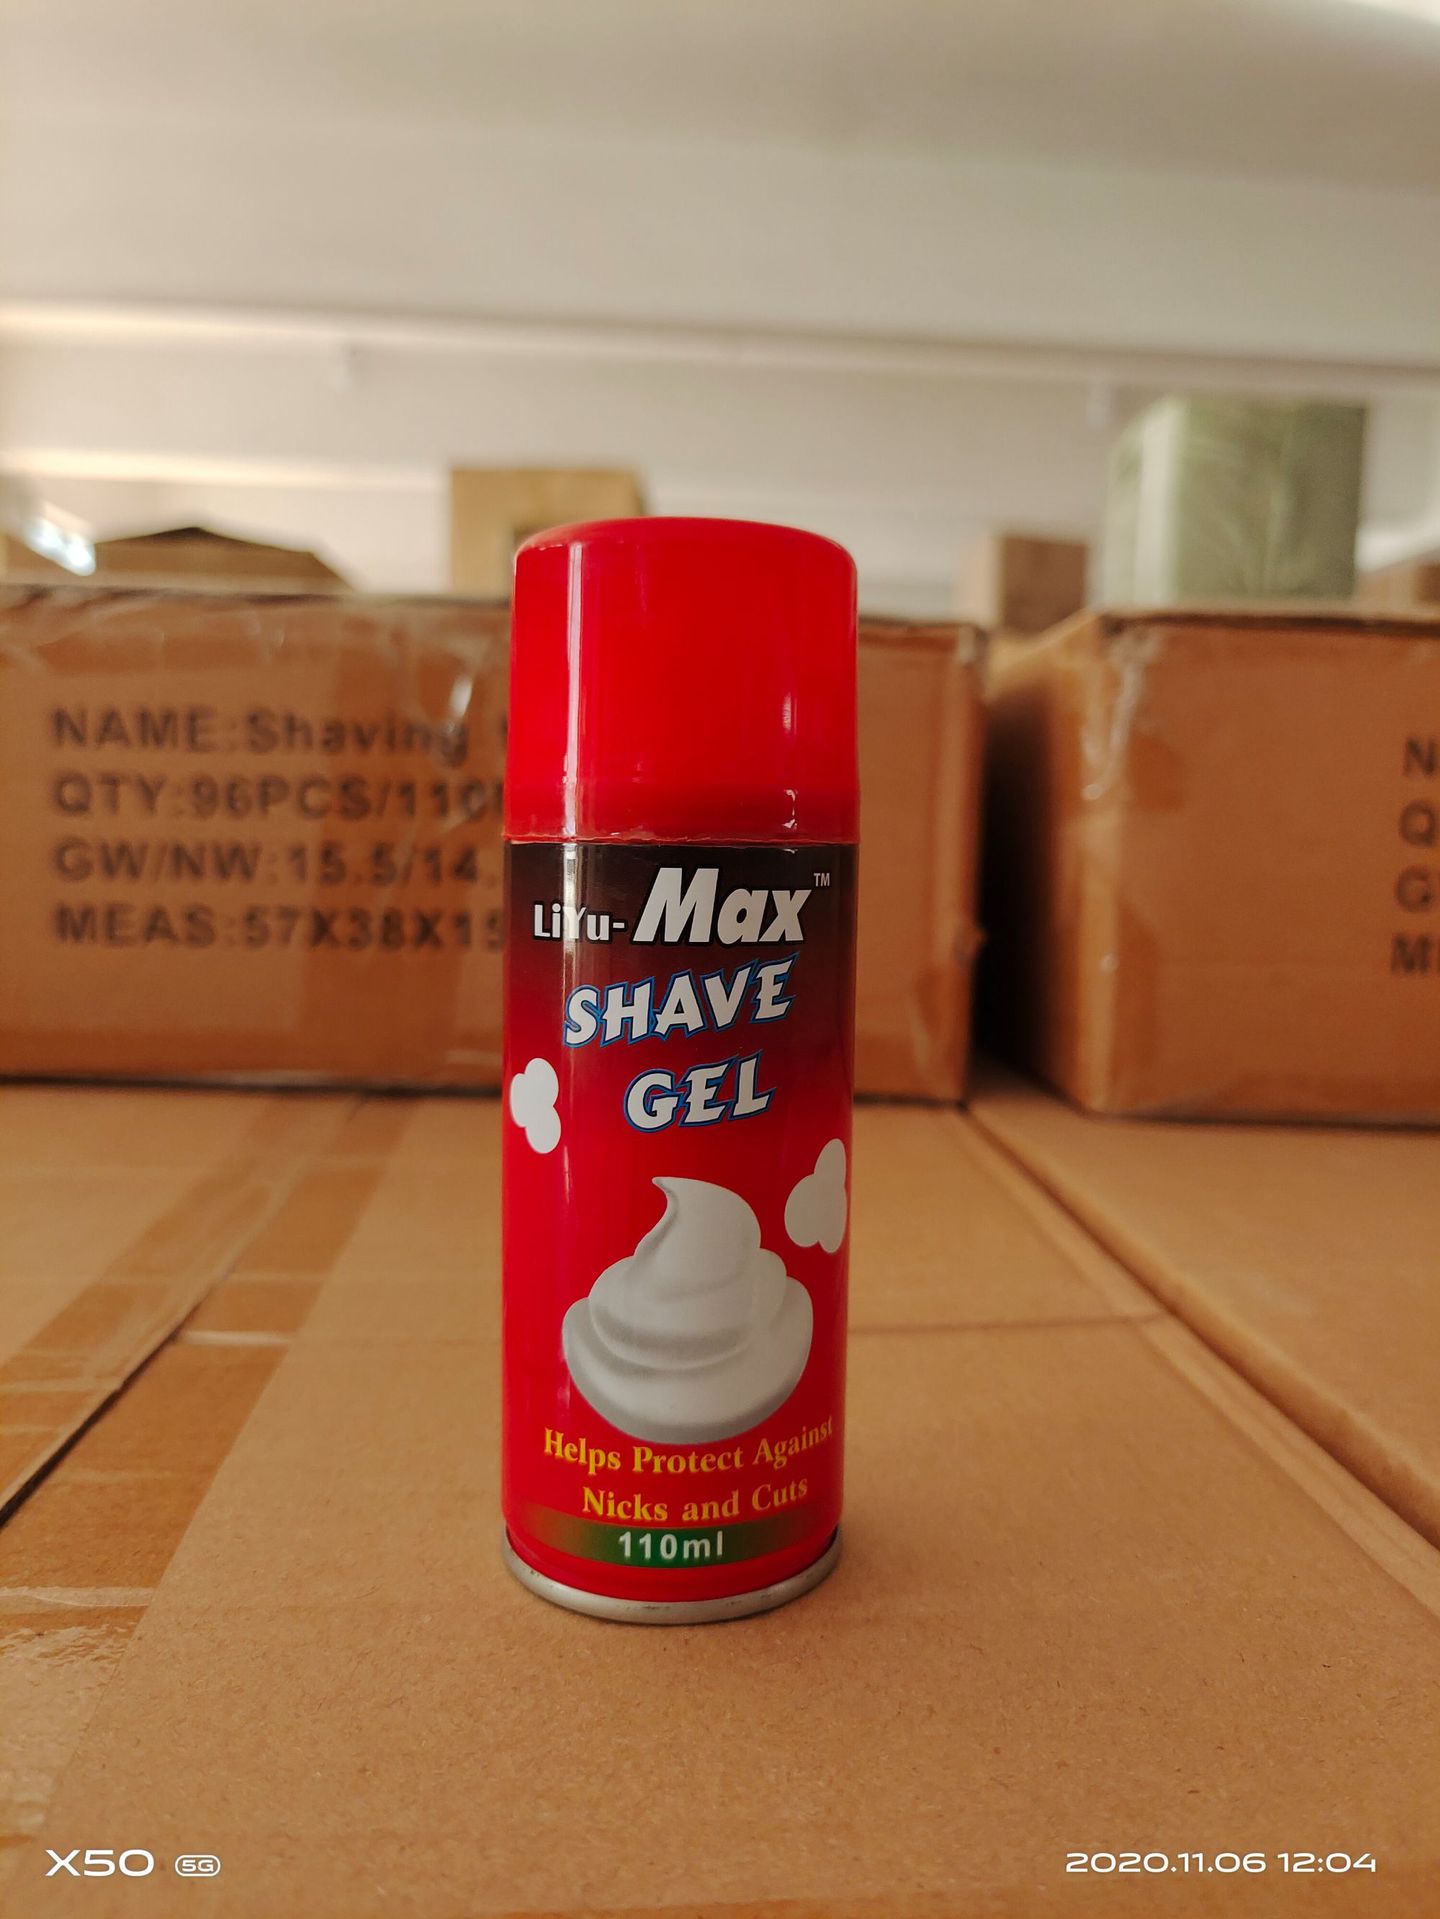 NAME:Shaving
QTY:96PCS/110
GW/NW:15.5/14.
MEAS:57X38X15
LiYu-Max™
SHAVE
GEL
Helps Protect Against
Nicks and Cuts
110ml
X50 5G
2020.11.06 12:04